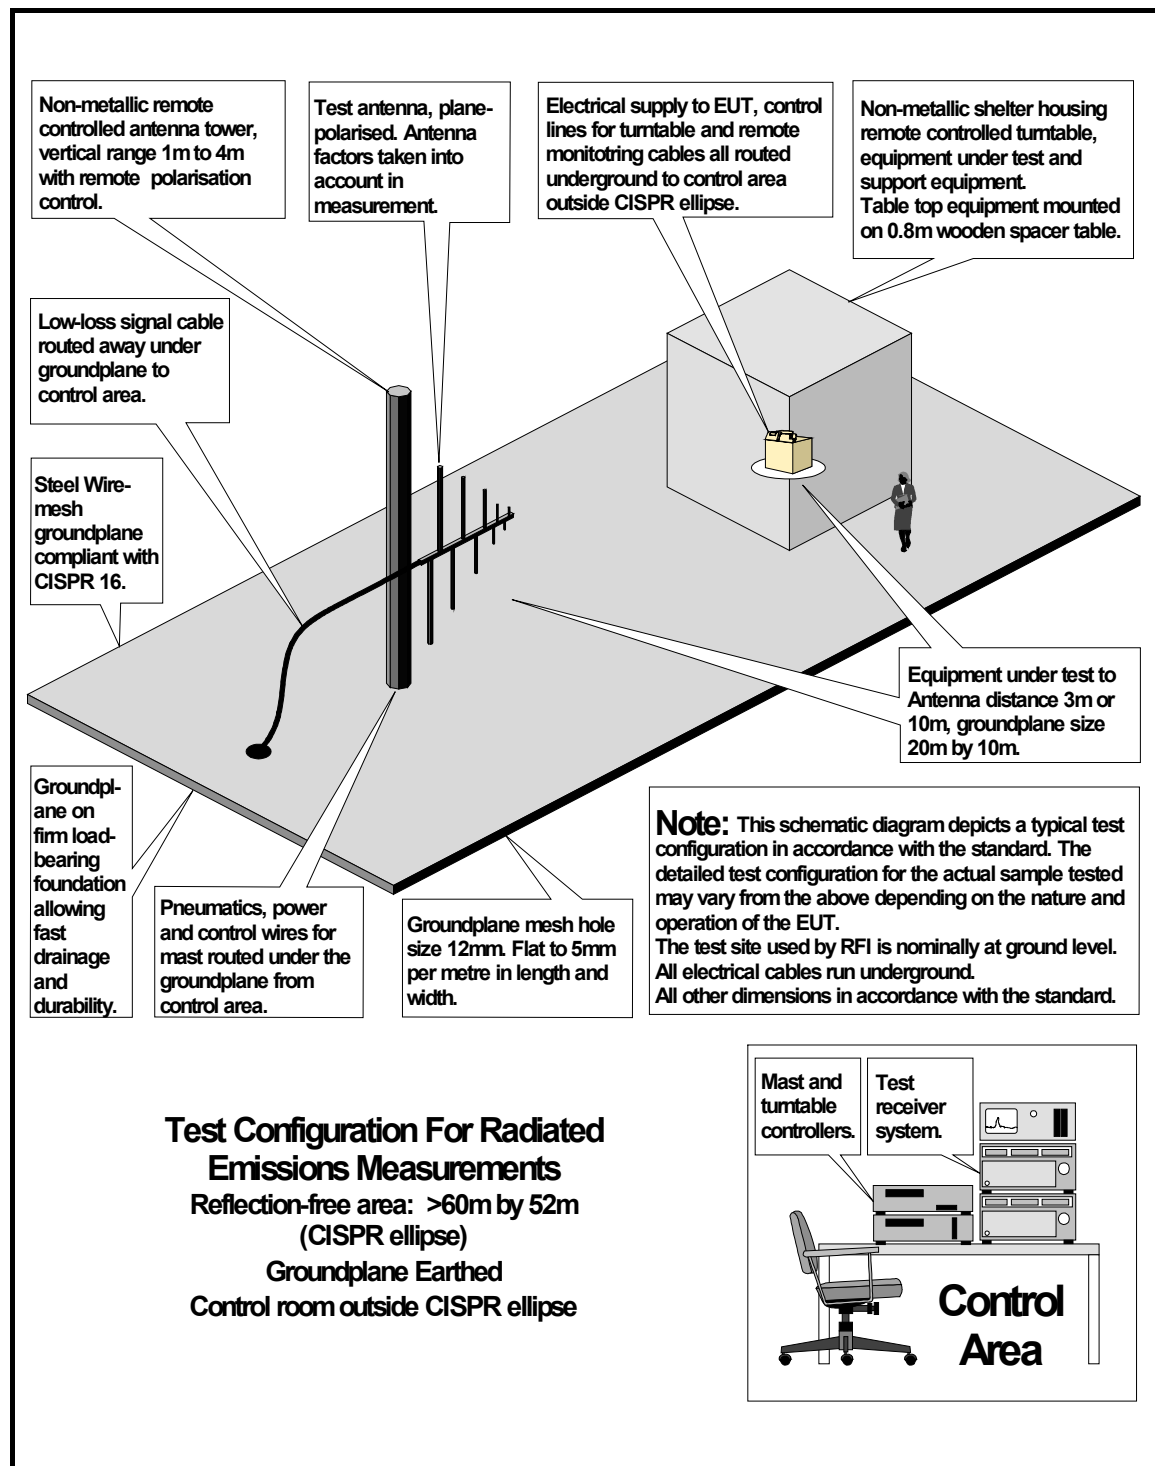 Non-metallic remote
controlled antenna tower,
vertical range 1m to 4m
with remote polarisation
control.
Test antenna, plane-
polarised. Antenna
factors taken into
account in
measurement.
Electrical supply to EUT, control
lines for turntable and remote
monitotring cables all routed
underground to control area
outside CISPR ellipse.
Non-metallic shelter housing
remote controlled turntable,
equipment under test and
support equipment.
Table top equipment mounted
on 0.8m wooden spacer table.
Low-loss signal cable
routed away under
groundplane to
control area.
Steel Wire-
mesh
groundplane
compliant with
CISPR 16.
Equipment under test to
Antenna distance 3m or
10m, groundplane size
20m by 10m.
Groundpl-
ane on
firm load-
bearing
foundation
allowing
fast
drainage
and
durability.
Pneumatics, power
and control wires for
mast routed under the
groundplane from
control area.
Groundplane mesh hole
size 12mm. Flat to 5mm
per metre in length and
width.
Note: This schematic diagram depicts a typical test
configuration in accordance with the standard. The
detailed test configuration for the actual sample tested
may vary from the above depending on the nature and
operation of the EUT.
The test site used by RFI is nominally at ground level.
All electrical cables run underground.
All other dimensions in accordance with the standard.
Test Configuration For Radiated
Emissions Measurements
Reflection-free area: >60m by 52m
(CISPR ellipse)
Groundplane Earthed
Control room outside CISPR ellipse
Mast and
turntable
controllers.
Test
receiver
system.
Control
Area